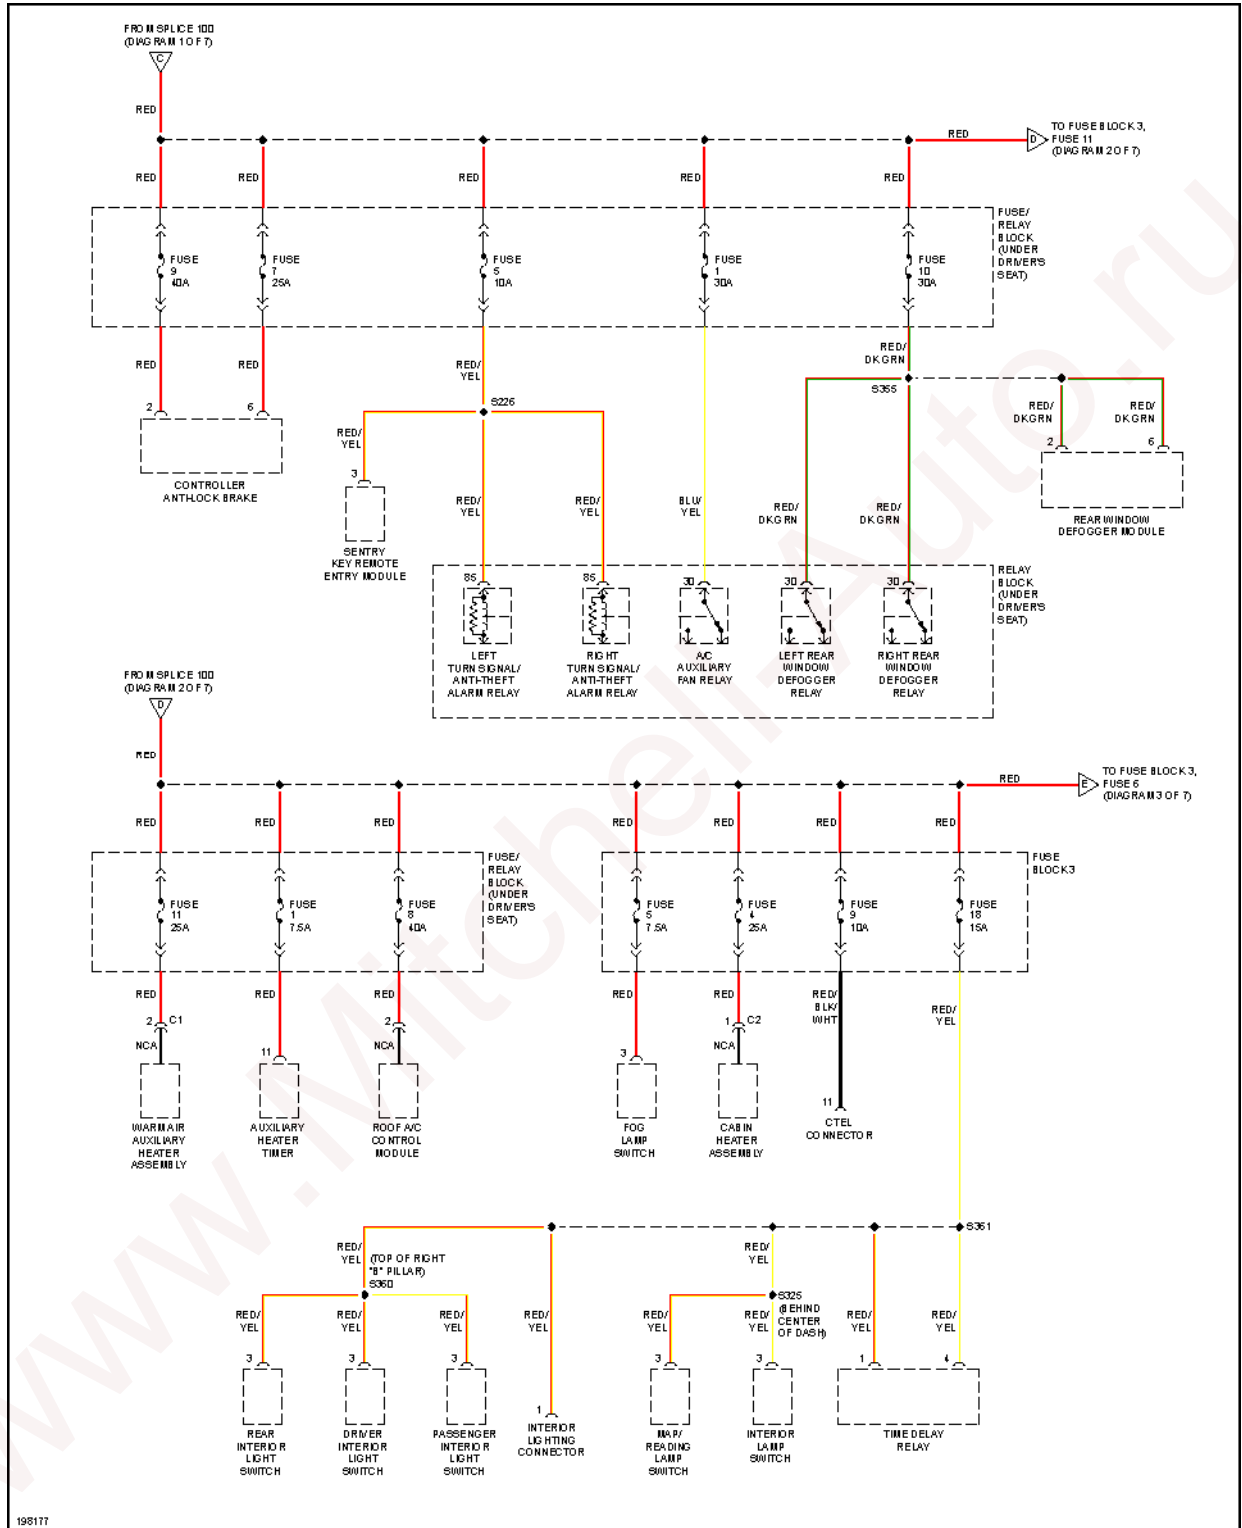 FROM SPLICE 100
(DIAGRAM 1 OF 7)
C
RED
RED
D
TO FUSE BLOCK 3,
FUSE 11
(DIAGRAM 2 OF 7)
RED
RED
RED
RED
RED
FUSE/
RELAY
BLOCK
(UNDER
DRIVER'S
SEAT)
FUSE
9
40A
FUSE
7
25A
FUSE
5
10A
FUSE
1
30A
FUSE
10
30A
RED
RED
RED/
YEL
RED/
DKGRN
S226
S355
2
6
CONTROLLER
ANTI-LOCK BRAKE
RED/
YEL
3
SENTRY
KEY REMOTE
ENTRY MODULE
RED/
DKGRN
RED/
DKGRN
2
6
REAR WINDOW
DEFOGGER MODULE
RED/
YEL
RED/
YEL
BLU/
YEL
RED/
DKGRN
RED/
DKGRN
RELAY
BLOCK
(UNDER
DRIVER'S
SEAT)
85
85
30
30
30
LEFT
TURN SIGNAL/
ANTI-THEFT
ALARM RELAY
RIGHT
TURN SIGNAL/
ANTI-THEFT
ALARM RELAY
A/C
AUXILIARY
FAN RELAY
LEFT REAR
WINDOW
DEFOGGER
RELAY
RIGHT REAR
WINDOW
DEFOGGER
RELAY
FROM SPLICE 100
(DIAGRAM 2 OF 7)
D
RED
RED
E
TO FUSE BLOCK 3,
FUSE 6
(DIAGRAM 3 OF 7)
RED
RED
RED
RED
RED
RED
RED
FUSE/
RELAY
BLOCK
(UNDER
DRIVER'S
SEAT)
FUSE
BLOCK 3
FUSE
11
25A
FUSE
1
7.5A
FUSE
8
40A
FUSE
5
7.5A
FUSE
4
25A
FUSE
9
10A
FUSE
18
15A
RED
RED
RED
RED
RED
RED/
BLK/
WHT
RED/
YEL
2
C1
2
1
C2
NCA
11
NCA
3
NCA
11
WARM AIR
AUXILIARY
HEATER
ASSEMBLY
AUXILIARY
HEATER
TIMER
ROOF A/C
CONTROL
MODULE
FOG
LAMP
SWITCH
CABIN
HEATER
ASSEMBLY
CTEL
CONNECTOR
S361
RED/
YEL
(TOP OF RIGHT
"B" PILLAR)
S360
RED/
YEL
S325
(BEHIND
CENTER
OF DASH)
RED/
YEL
RED/
YEL
RED/
YEL
RED/
YEL
RED/
YEL
RED/
YEL
RED/
YEL
RED/
YEL
3
3
3
1
3
3
1
4
REAR
INTERIOR
LIGHT
SWITCH
DRIVER
INTERIOR
LIGHT
SWITCH
PASSENGER
INTERIOR
LIGHT
SWITCH
INTERIOR
LIGHTING
CONNECTOR
MAP/
READING
LAMP
SWITCH
INTERIOR
LAMP
SWITCH
TIME DELAY
RELAY
198177
www.Mitchell-Auto.ru